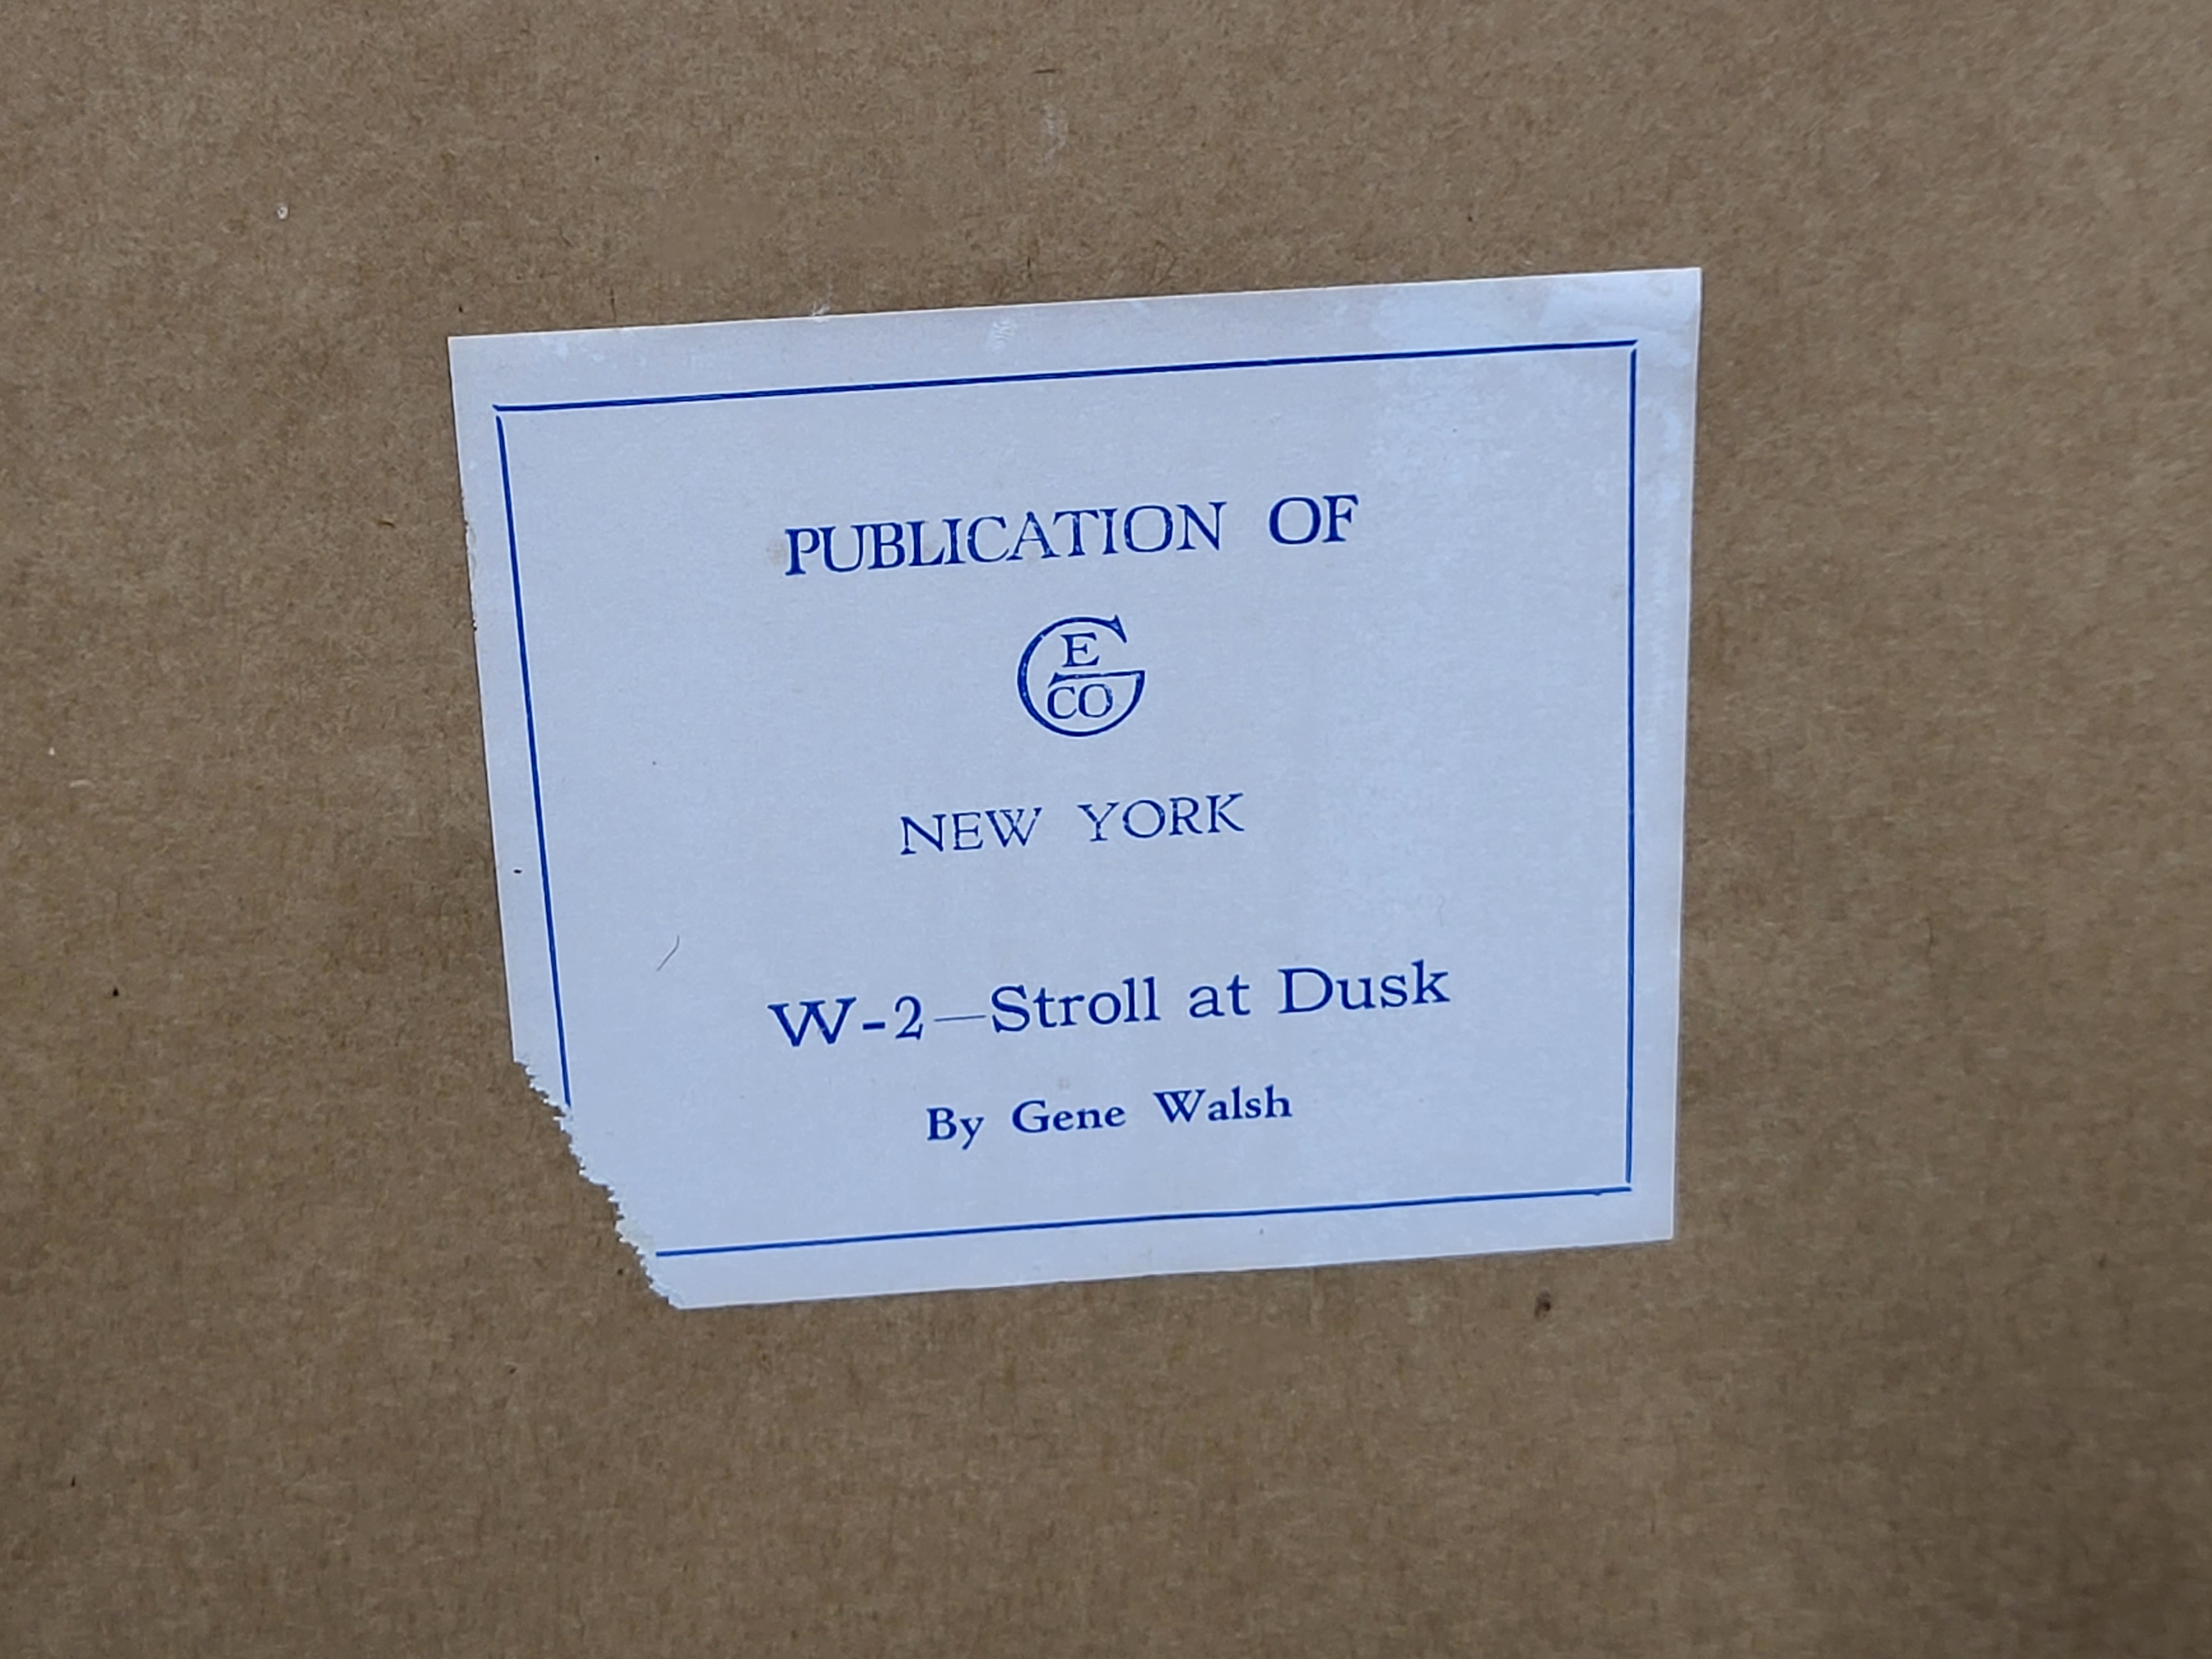 PUBLICATION OF
G E CO
NEW YORK
W-2—Stroll at Dusk
By Gene Walsh